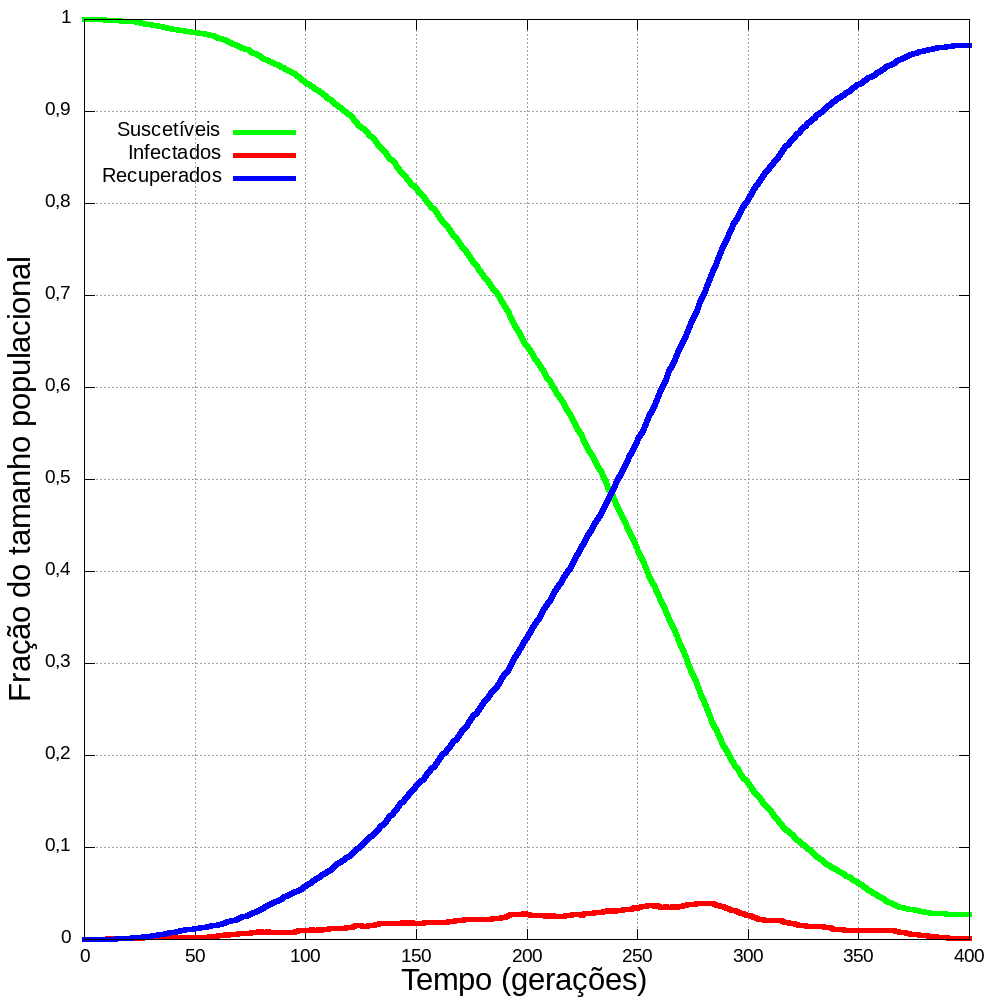 1
0,9
Suscetíveis
Infectados
Recuperados
0,8
0,7
0,6
0,5
0,4
0,3
0,2
0,1
0
Fração do tamanho populacional
0 50 100 150 200 250 300 350 400
Tempo (gerações)